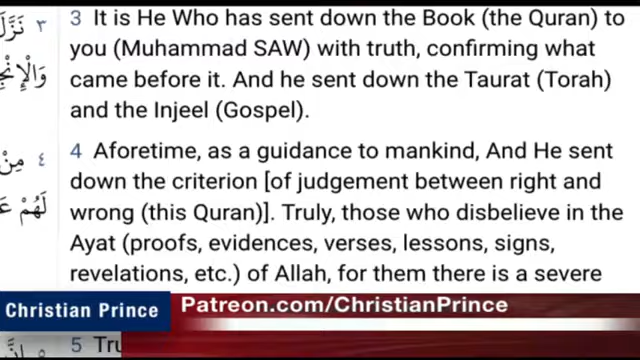 3 It is He Who has sent down the Book (the Quran) to
you (Muhammad SAW) with truth, confirming what
came before it. And he sent down the Taurat (Torah)
and the Injeel (Gospel).
4 Aforetime, as a guidance to mankind, And He sent
down the criterion [of judgement between right and
wrong (this Quran)]. Truly, those who disbelieve in the
Ayat (proofs, evidences, verses, lessons, signs,
revelations, etc.) of Allah, for them there is a severe
5 Tru
٣ نَزَّلَ
٤ مِنْ
لَهُمْ
Christian Prince
Patreon.com/ChristianPrince